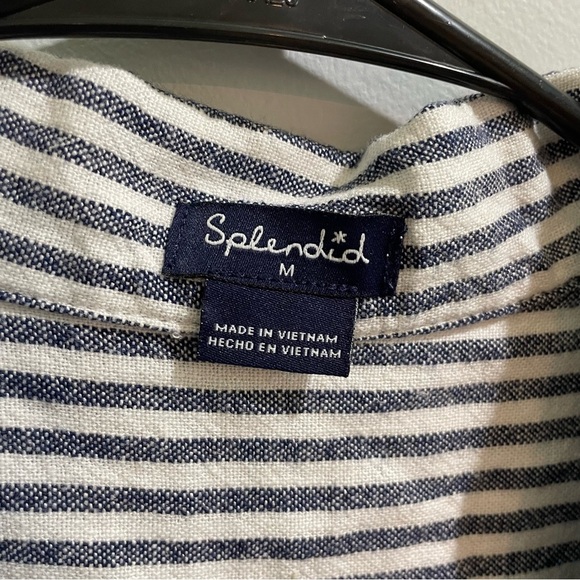 Splendid
M
MADE IN VIETNAM
HECHO EN VIETNAM